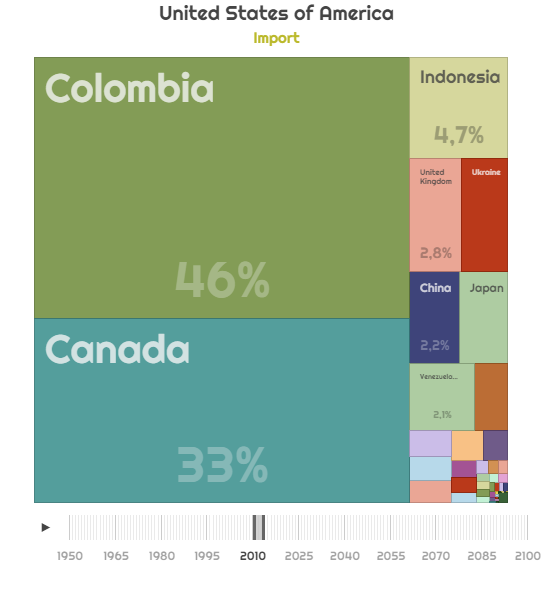 United States of America
Import
Colombia
46%
Canada
33%
Indonesia
4,7%
United
Kingdom
2,8%
Ukraine
China
2,2%
Japan
Venezuelo...
2,1%
1950 1965 1980 1995 2010 2025 2040 2055 2070 2085 2100